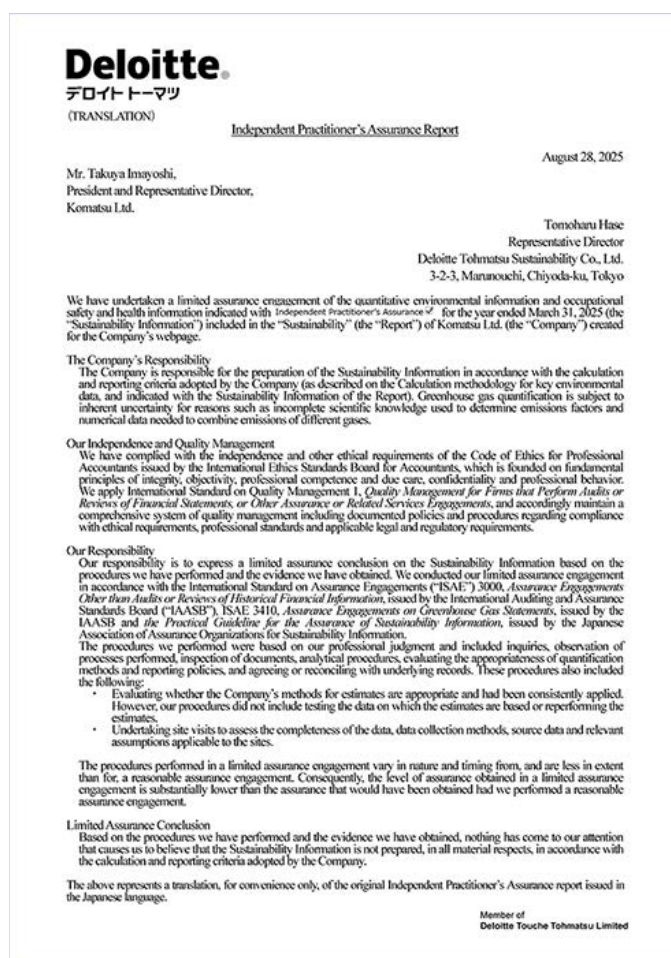 Deloitte.
デロイト トーマツ
(TRANSLATION)
Independent Practitioner's Assurance Report
August 28, 2025
Mr. Takuya Imayoshi,
President and Representative Director,
Komatsu Ltd.
Tomoharu Hase
Representative Director
Deloitte Tohmatsu Sustainability Co., Ltd.
3-2-3, Marunouchi, Chiyoda-ku, Tokyo
We have undertaken a limited assurance engagement of the quantitative environmental information and occupational
safety and health information indicated with Independent Practitioner's Assurance✓ for the year ended March 31, 2025 (the
"Sustainability Information") included in the "Sustainability" (the "Report") of Komatsu Ltd. (the "Company") created
for the Company's webpage.
The Company's Responsibility
The Company is responsible for the preparation of the Sustainability Information in accordance with the calculation
and reporting criteria adopted by the Company (as described on the Calculation methodology for key environmental
data, and indicated with the Sustainability Information of the Report). Greenhouse gas quantification is subject to
inherent uncertainty for reasons such as incomplete scientific knowledge used to determine emissions factors and
numerical data needed to combine emissions of different gases.
Our Independence and Quality Management
We have complied with the independence and other ethical requirements of the Code of Ethics for Professional
Accountants issued by the International Ethics Standards Board for Accountants, which is founded on fundamental
principles of integrity, objectivity, professional competence and due care, confidentiality and professional behavior.
We apply International Standard on Quality Management 1, Quality Management for Firms that Perform Audits or
Reviews of Financial Statements, or Other Assurance or Related Services Engagements, and accordingly maintain a
comprehensive system of quality management including documented policies and procedures regarding compliance
with ethical requirements, professional standards and applicable legal and regulatory requirements.
Our Responsibility
Our responsibility is to express a limited assurance conclusion on the Sustainability Information based on the
procedures we have performed and the evidence we have obtained. We conducted our limited assurance engagement
in accordance with the International Standard on Assurance Engagements ("ISAE") 3000, Assurance Engagements
Other than Audits or Reviews of Historical Financial Information, issued by the International Auditing and Assurance
Standards Board ("IAASB"), ISAE 3410, Assurance Engagements on Greenhouse Gas Statements, issued by the
IAASB and the Practical Guideline for the Assurance of Sustainability Information, issued by the Japanese
Association of Assurance Organizations for Sustainability Information.
The procedures we performed were based on our professional judgment and included inquiries, observation of
processes performed, inspection of documents, analytical procedures, evaluating the appropriateness of quantification
methods and reporting policies, and agreeing or reconciling with underlying records. These procedures also included
the following:
・ Evaluating whether the Company's methods for estimates are appropriate and had been consistently applied.
However, our procedures did not include testing the data on which the estimates are based or reperforming the
estimates.
・ Undertaking site visits to assess the completeness of the data, data collection methods, source data and relevant
assumptions applicable to the sites.
The procedures performed in a limited assurance engagement vary in nature and timing from, and are less in extent
than for, a reasonable assurance engagement. Consequently, the level of assurance obtained in a limited assurance
engagement is substantially lower than the assurance that would have been obtained had we performed a reasonable
assurance engagement.
Limited Assurance Conclusion
Based on the procedures we have performed and the evidence we have obtained, nothing has come to our attention
that causes us to believe that the Sustainability Information is not prepared, in all material respects, in accordance with
the calculation and reporting criteria adopted by the Company.
The above represents a translation, for convenience only, of the original Independent Practitioner's Assurance report issued in
the Japanese language.
Member of
Deloitte Touche Tohmatsu Limited